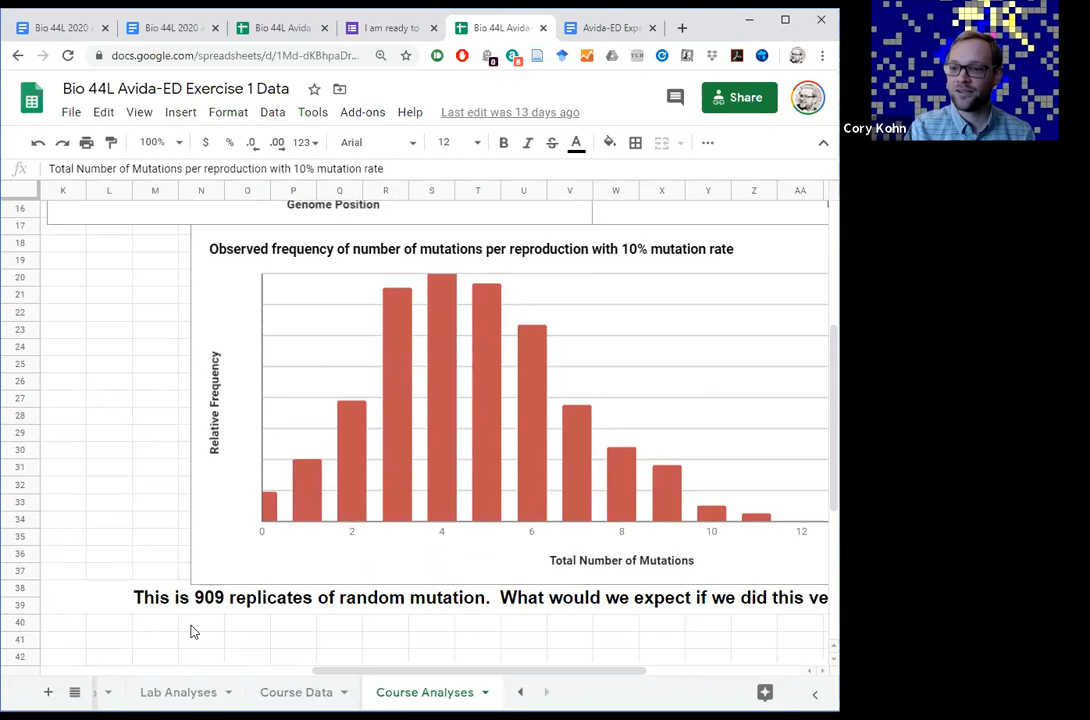 Bio 44L 2020
Bio 44L 2020
Bio 44L Avida
I am ready to
Bio 44L Avida-
Avida-ED Exp
docs.google.com/spreadsheets/d/1Md-dKBhpaDr...
Bio 44L Avida-ED Exercise 1 Data
Share
File Edit View Insert Format Data Tools Add-ons Help Last edit was 13 days ago
100% $ % .0 .00 123 Arial 12 B I S A
fx Total Number of Mutations per reproduction with 10% mutation rate
K L M N O P Q R S T U V W X Y Z AA
16
17
18
19
20
21
22
23
24
25
26
27
28
29
30
31
32
33
34
35
36
37
38
39
40
41
42
Genome Position
Observed frequency of number of mutations per reproduction with 10% mutation rate
Relative Frequency
0 2 4 6 8 10 12
Total Number of Mutations
This is 909 replicates of random mutation. What would we expect if we did this ve
Lab Analyses Course Data Course Analyses
Cory Kohn